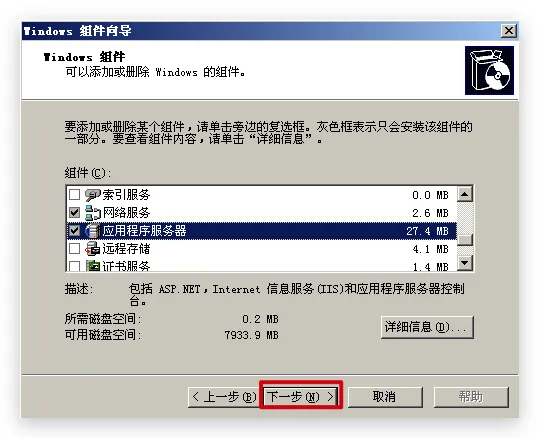 Windows 组件向导
Windows 组件
可以添加或删除 Windows 的组件。
要添加或删除某个组件，请单击旁边的复选框。灰色框表示只会安装该组件的
一部分。要查看组件内容，请单击“详细信息”。
组件(C):
索引服务 0.0 MB
网络服务 2.6 MB
应用程序服务器 27.4 MB
远程存储 4.1 MB
证书服务 1.4 MB
描述: 包括 ASP.NET，Internet 信息服务(IIS)和应用程序服务器控制
台。
所需磁盘空间: 0.2 MB
可用磁盘空间: 7933.9 MB
详细信息(D)...
< 上一步(B) 下一步(N) > 取消 帮助